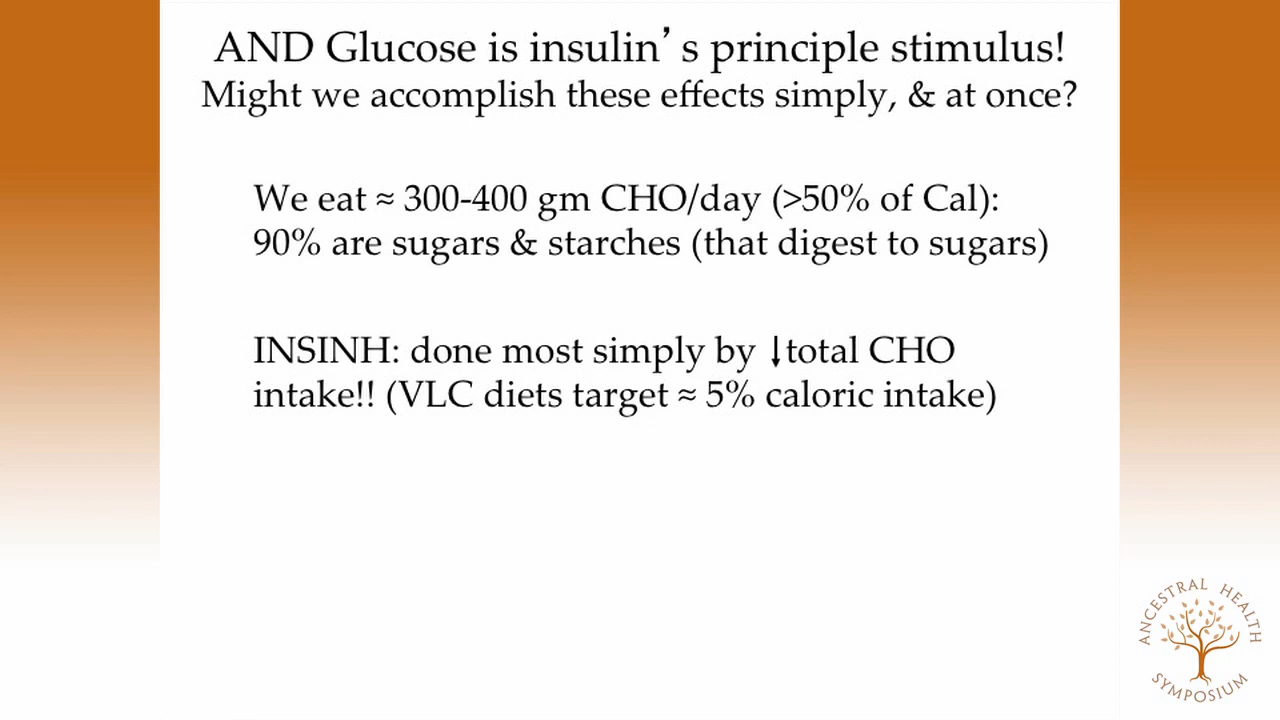 AND Glucose is insulin’s principle stimulus!
Might we accomplish these effects simply, & at once?
We eat ≈ 300-400 gm CHO/day (>50% of Cal):
90% are sugars & starches (that digest to sugars)
INSINH: done most simply by ↓total CHO
intake!! (VLC diets target ≈ 5% caloric intake)
ANCESTRAL HEALTH
SYMPOSIUM